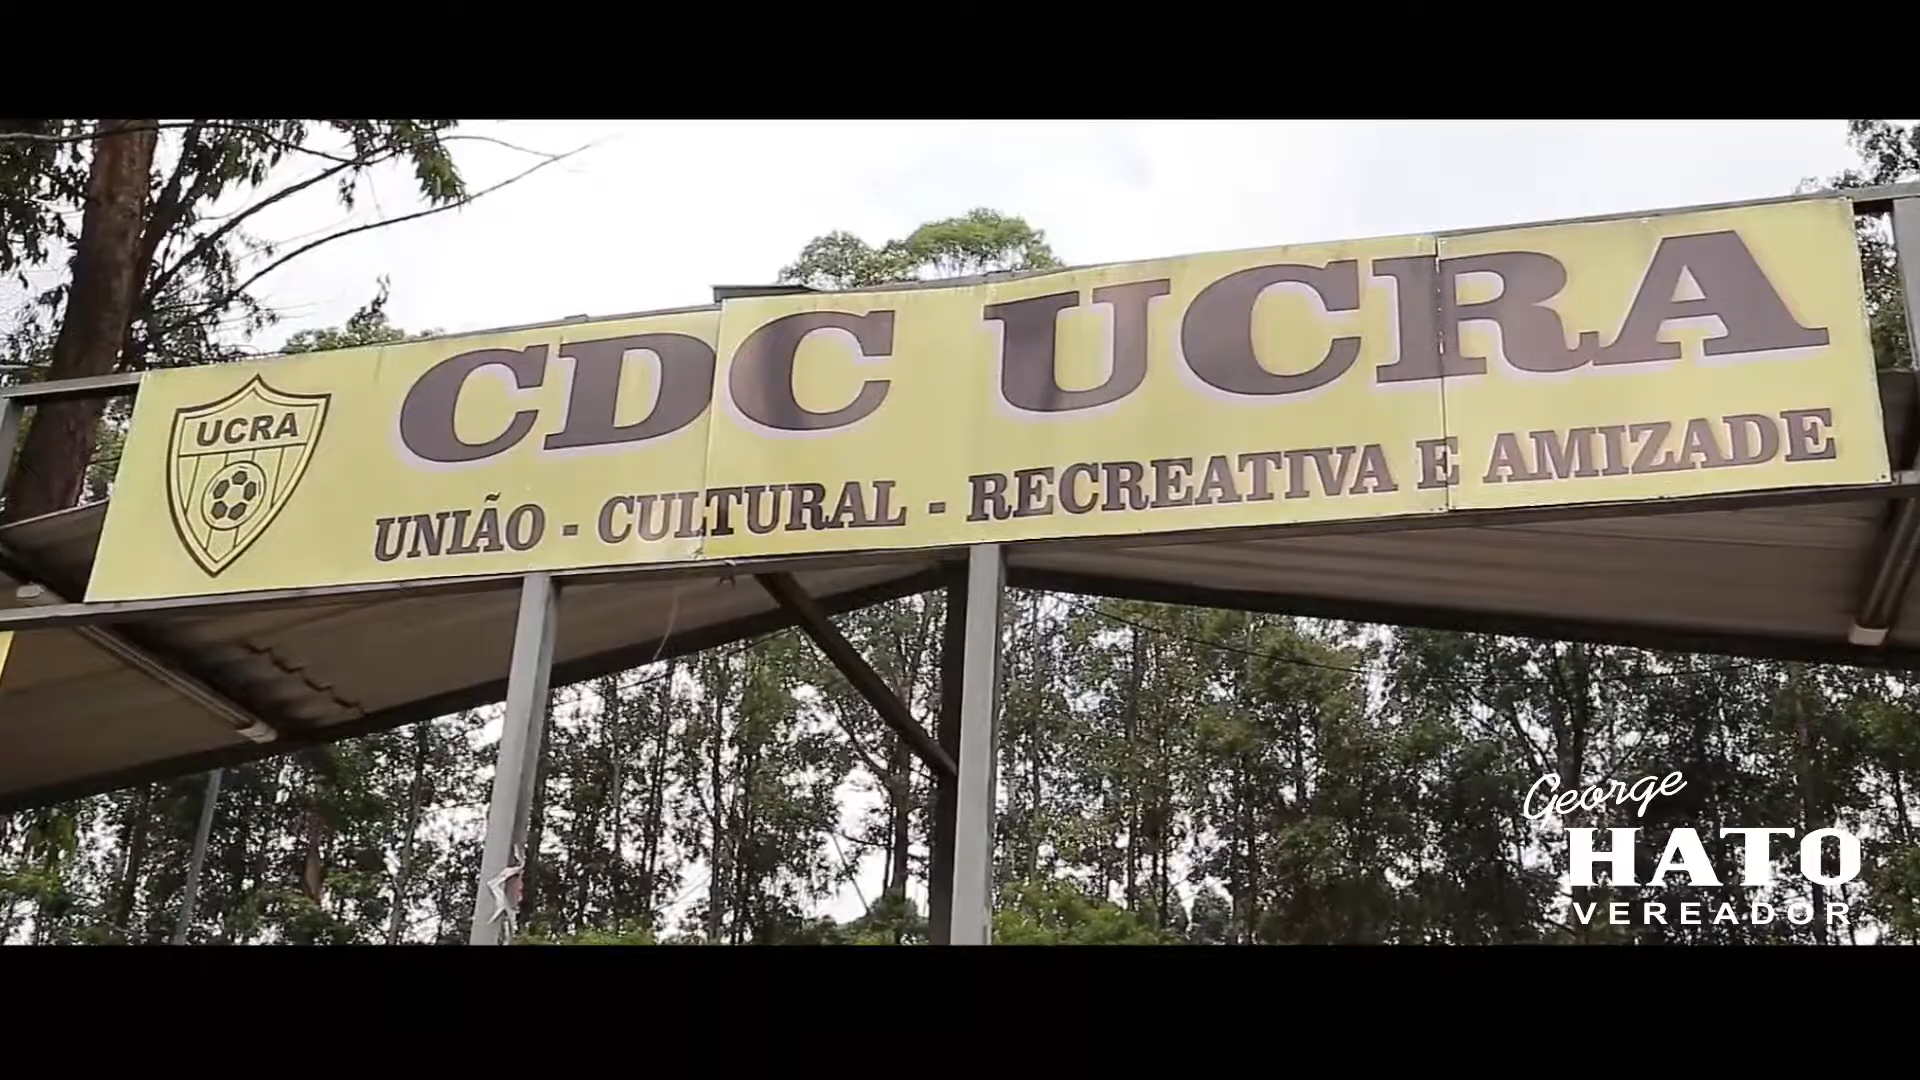 CDC UCRA
UCRA
UNIÃO - CULTURAL - RECREATIVA E AMIZADE
George
HATO
VEREADOR